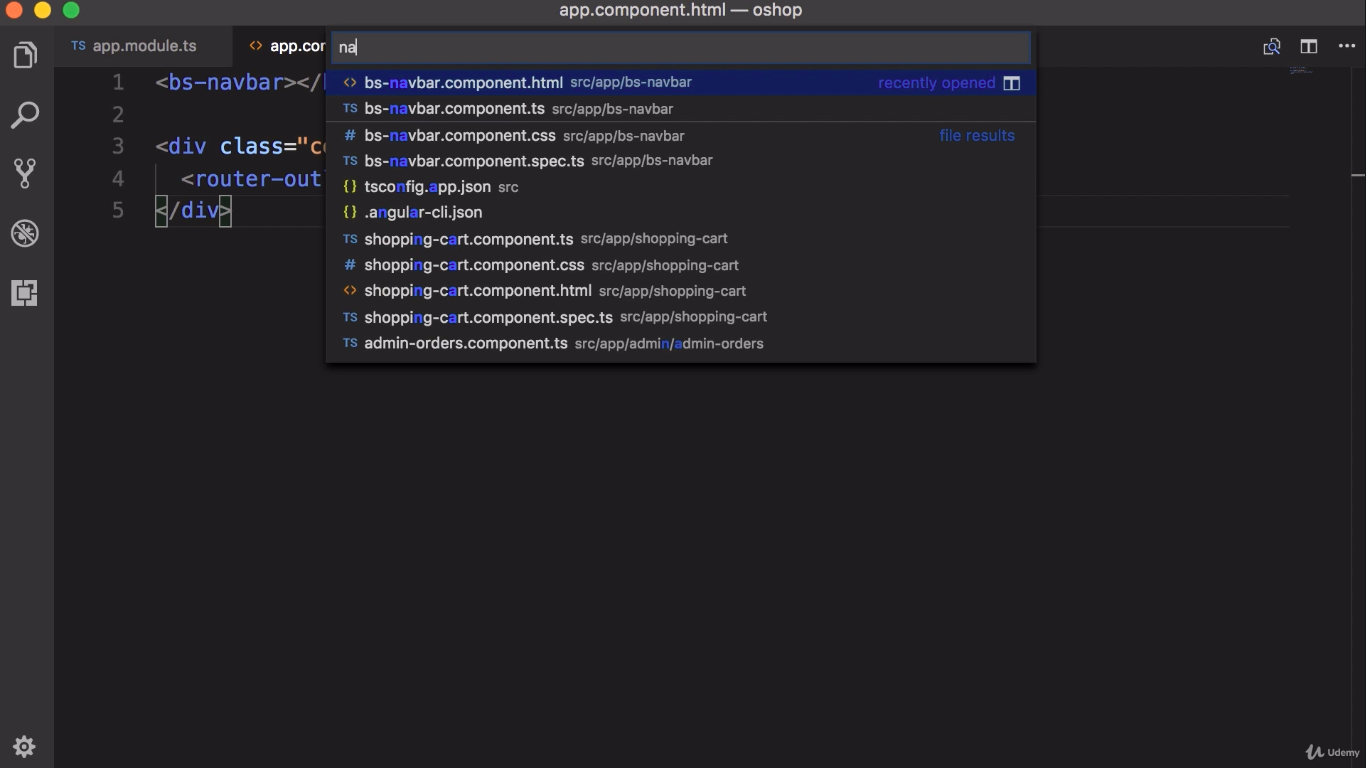 app.component.html — oshop
TS app.module.ts
<> app.con
na
1 <bs-navbar></
<> bs-navbar.component.html src/app/bs-navbar recently opened
TS bs-navbar.component.ts src/app/bs-navbar
2
# bs-navbar.component.css src/app/bs-navbar file results
3 <div class="co
TS bs-navbar.component.spec.ts src/app/bs-navbar
4 <router-outl
{} tsconfig.app.json src
5 </div>
{} .angular-cli.json
TS shopping-cart.component.ts src/app/shopping-cart
# shopping-cart.component.css src/app/shopping-cart
<> shopping-cart.component.html src/app/shopping-cart
TS shopping-cart.component.spec.ts src/app/shopping-cart
TS admin-orders.component.ts src/app/admin/admin-orders
Udemy